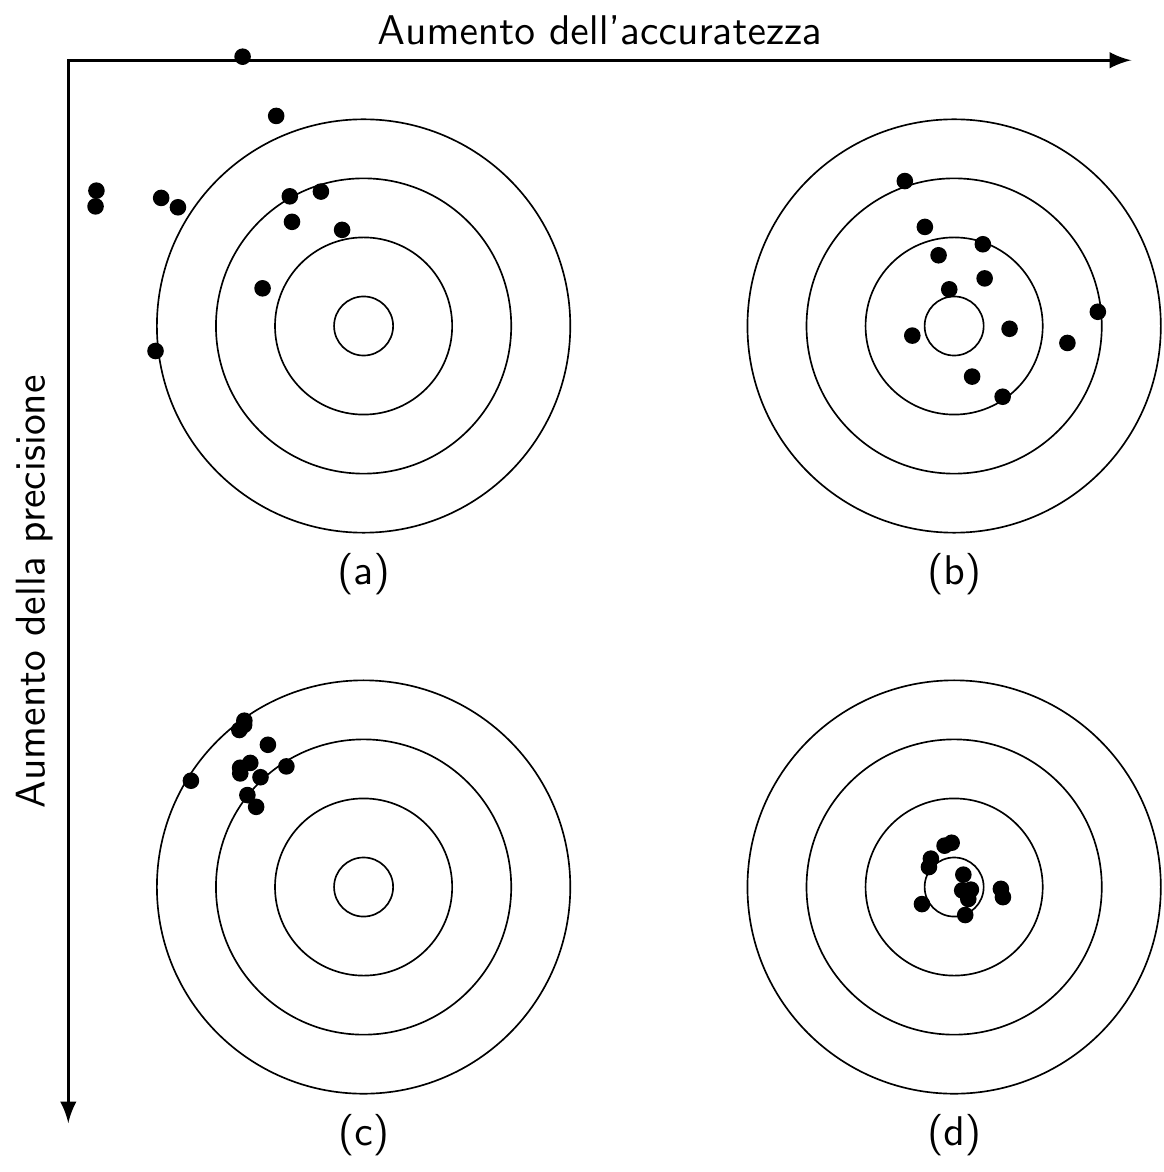 Aumento dell'accuratezza
Aumento della precisione
(a)
(b)
(c)
(d)